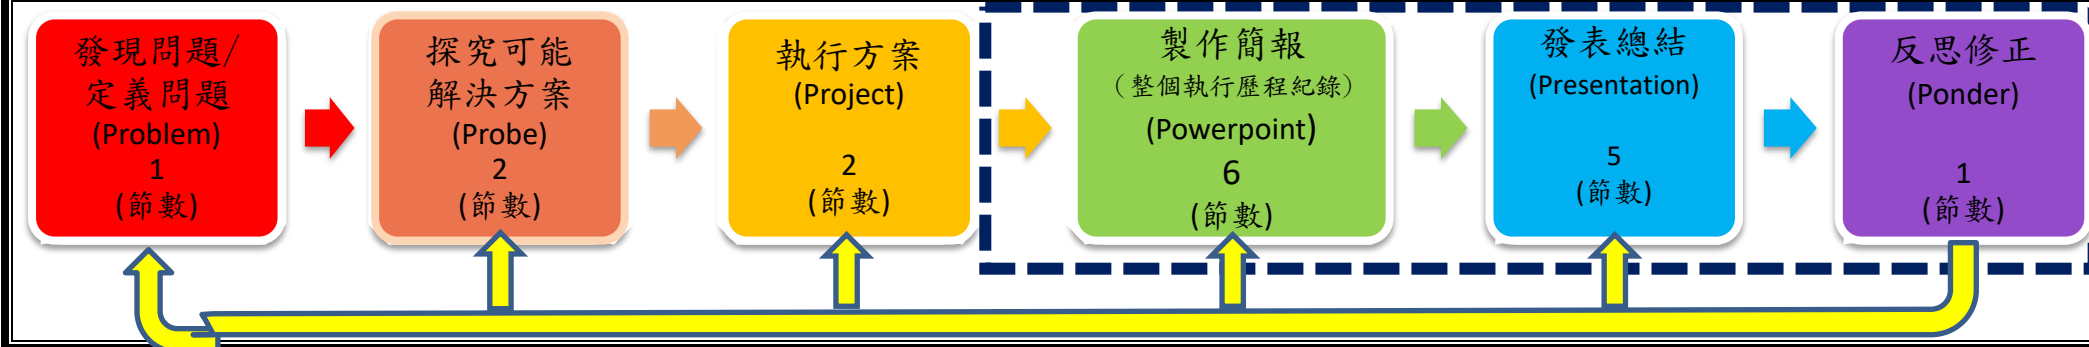 發現問題/
定義問題
(Problem)
1
(節數)
探究可能
解決方案
(Probe)
2
(節數)
執行方案
(Project)
2
(節數)
製作簡報
（整個執行歷程紀錄）
(Powerpoint)
6
(節數)
發表總結
(Presentation)
5
(節數)
反思修正
(Ponder)
1
(節數)